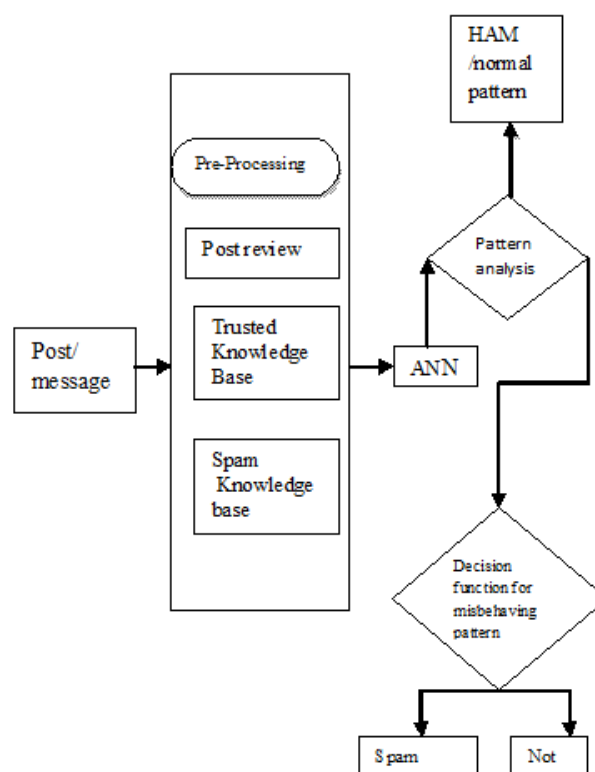 HAM
/normal
pattern
Pre-Processing
Post review
Trusted
Knowledge
Base
Spam
Knowledge
base
Post/
message
ANN
Pattern
analysis
Decision
function for
misbehaving
pattern
Spam
Not